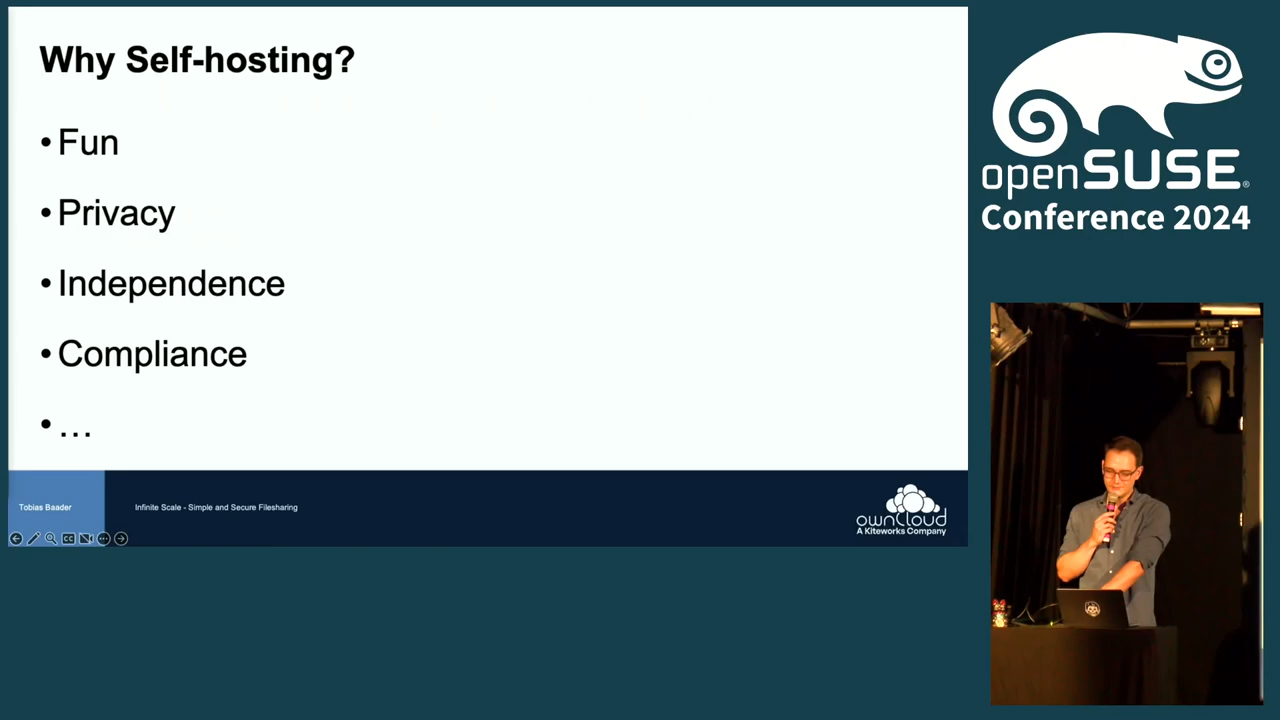 Why Self-hosting?
• Fun
• Privacy
• Independence
• Compliance
• ...
Tobias Baader
Infinite Scale - Simple and Secure Filesharing
ownCloud
A Kiteworks Company
CC
openSUSE®
Conference 2024